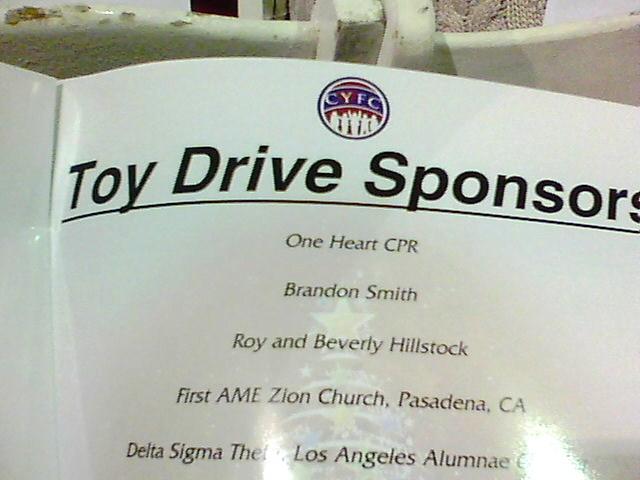 CYFC
Toy Drive Sponsors
One Heart CPR
Brandon Smith
Roy and Beverly Hillstock
First AME Zion Church, Pasadena, CA
Delta Sigma Los Angeles Alumnae